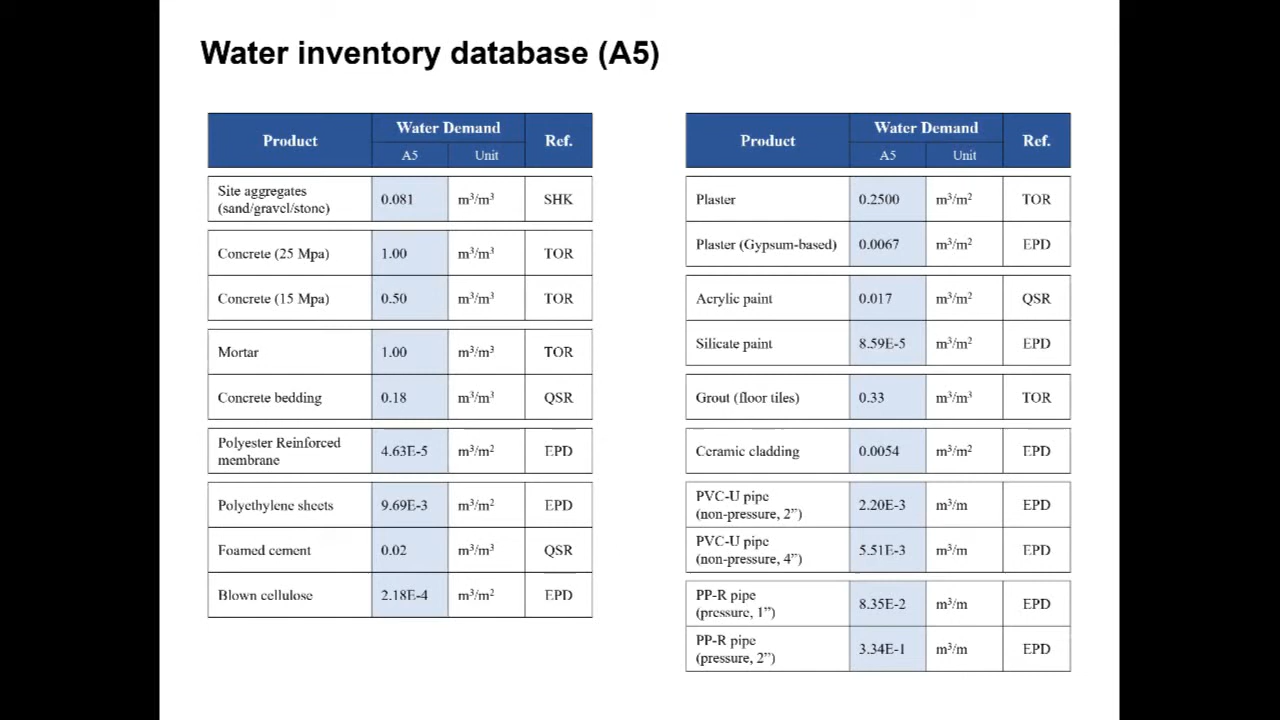 Water inventory database (A5)
Product Water Demand Ref.
A5 Unit
Site aggregates
(sand/gravel/stone) 0.081 m³/m³ SHK
Concrete (25 Mpa) 1.00 m³/m³ TOR
Concrete (15 Mpa) 0.50 m³/m³ TOR
Mortar 1.00 m³/m³ TOR
Concrete bedding 0.18 m³/m³ QSR
Polyester Reinforced
membrane 4.63E-5 m³/m² EPD
Polyethylene sheets 9.69E-3 m³/m² EPD
Foamed cement 0.02 m³/m³ QSR
Blown cellulose 2.18E-4 m³/m² EPD
Product Water Demand Ref.
A5 Unit
Plaster 0.2500 m³/m² TOR
Plaster (Gypsum-based) 0.0067 m³/m² EPD
Acrylic paint 0.017 m³/m² QSR
Silicate paint 8.59E-5 m³/m² EPD
Grout (floor tiles) 0.33 m³/m³ TOR
Ceramic cladding 0.0054 m³/m² EPD
PVC-U pipe
(non-pressure, 2”) 2.20E-3 m³/m EPD
PVC-U pipe
(non-pressure, 4”) 5.51E-3 m³/m EPD
PP-R pipe
(pressure, 1”) 8.35E-2 m³/m EPD
PP-R pipe
(pressure, 2”) 3.34E-1 m³/m EPD